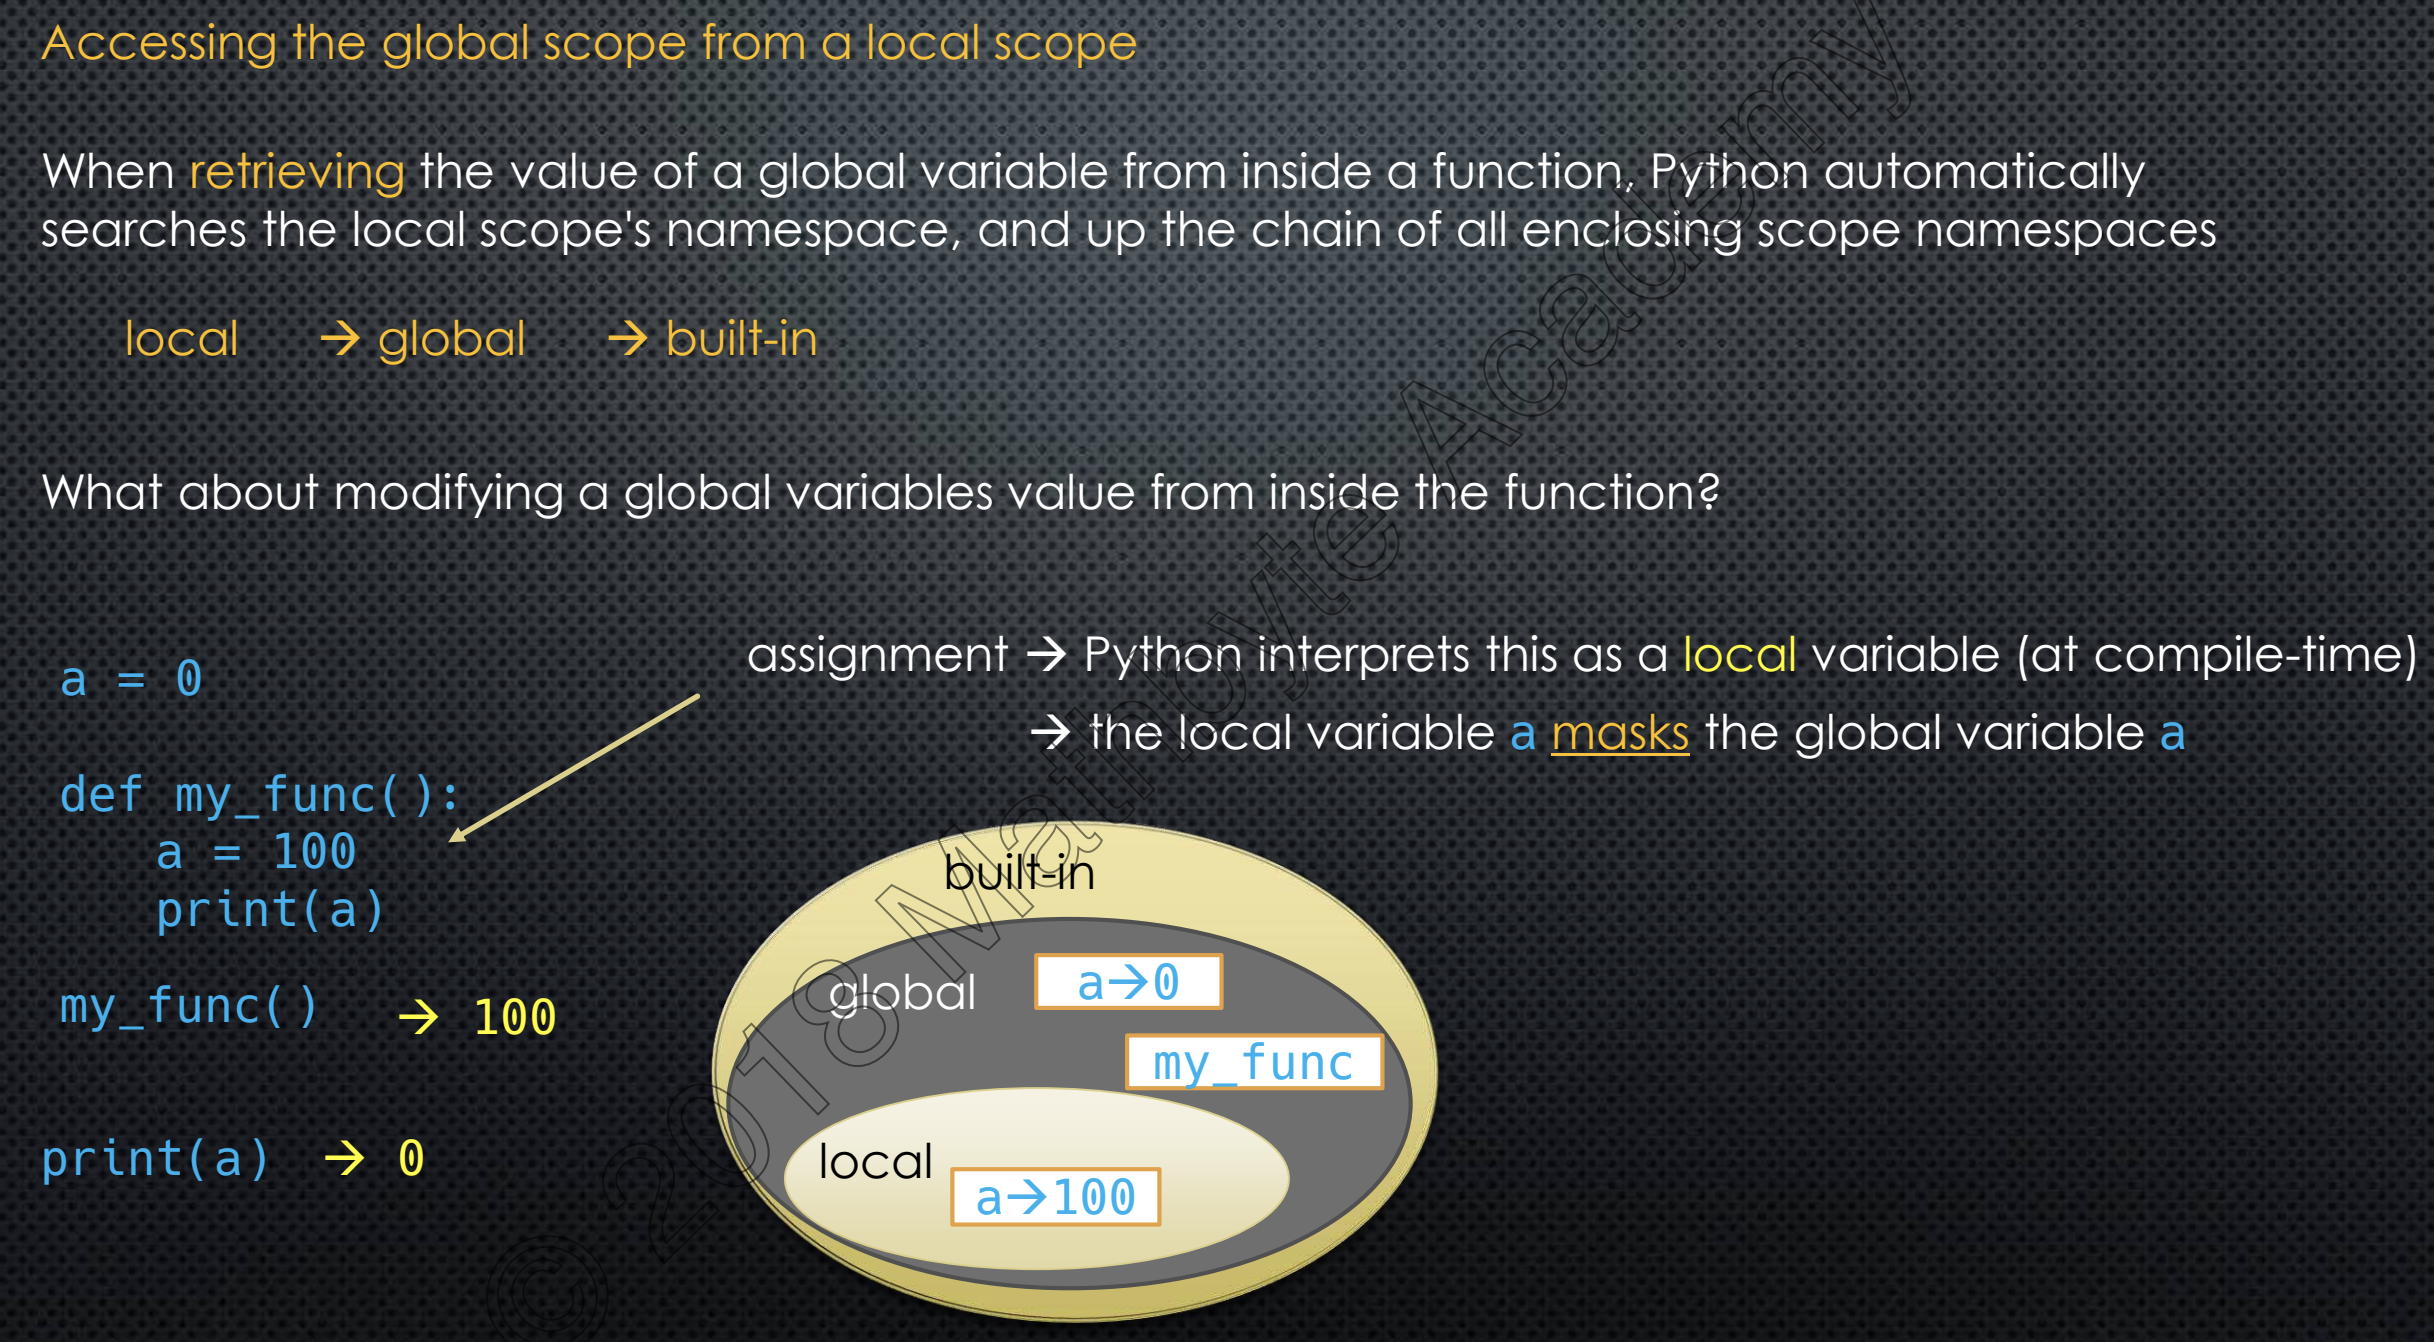 Accessing the global scope from a local scope
When retrieving the value of a global variable from inside a function, Python automatically
searches the local scope's namespace, and up the chain of all enclosing scope namespaces
local → global → built-in
What about modifying a global variables value from inside the function?
a = 0
def my_func():
    a = 100
    print(a)
my_func() → 100
print(a) → 0
assignment → Python interprets this as a local variable (at compile-time)
→ the local variable a masks the global variable a
built-in
global
a→0
my_func
local
a→100
© 2018 MathByte Academy